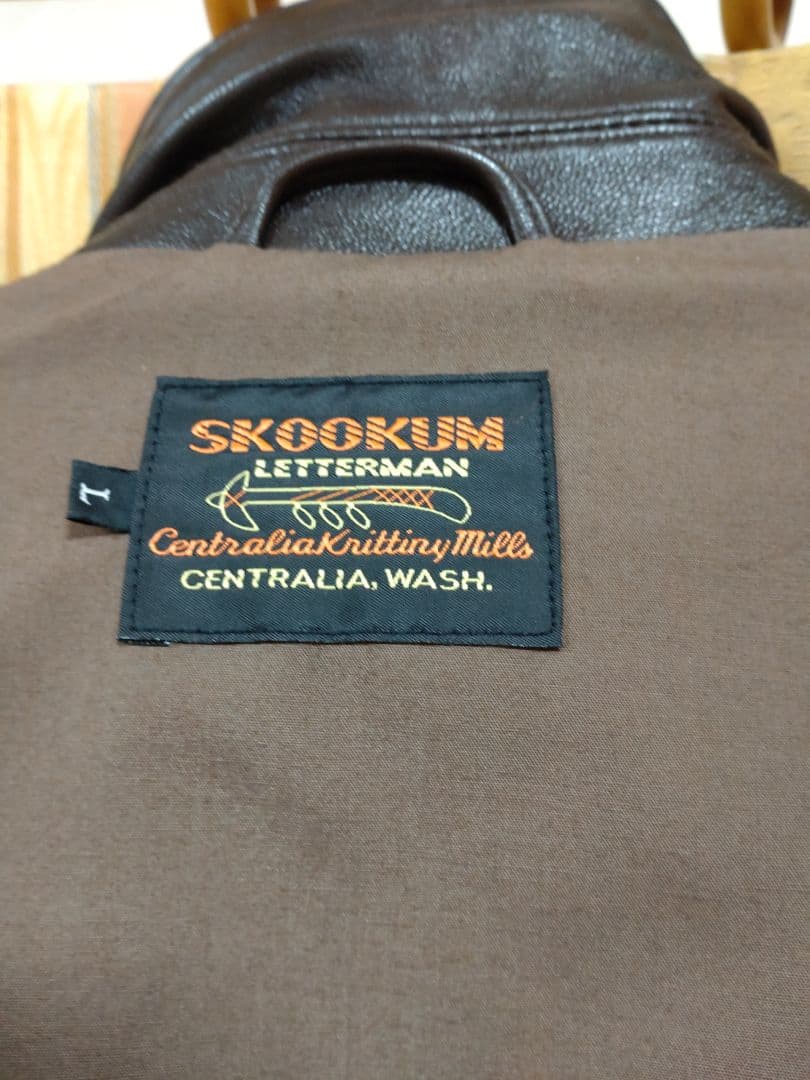 SKOOKUM
LETTERMAN
Centralia Knitting Mills
CENTRALIA, WASH.
L